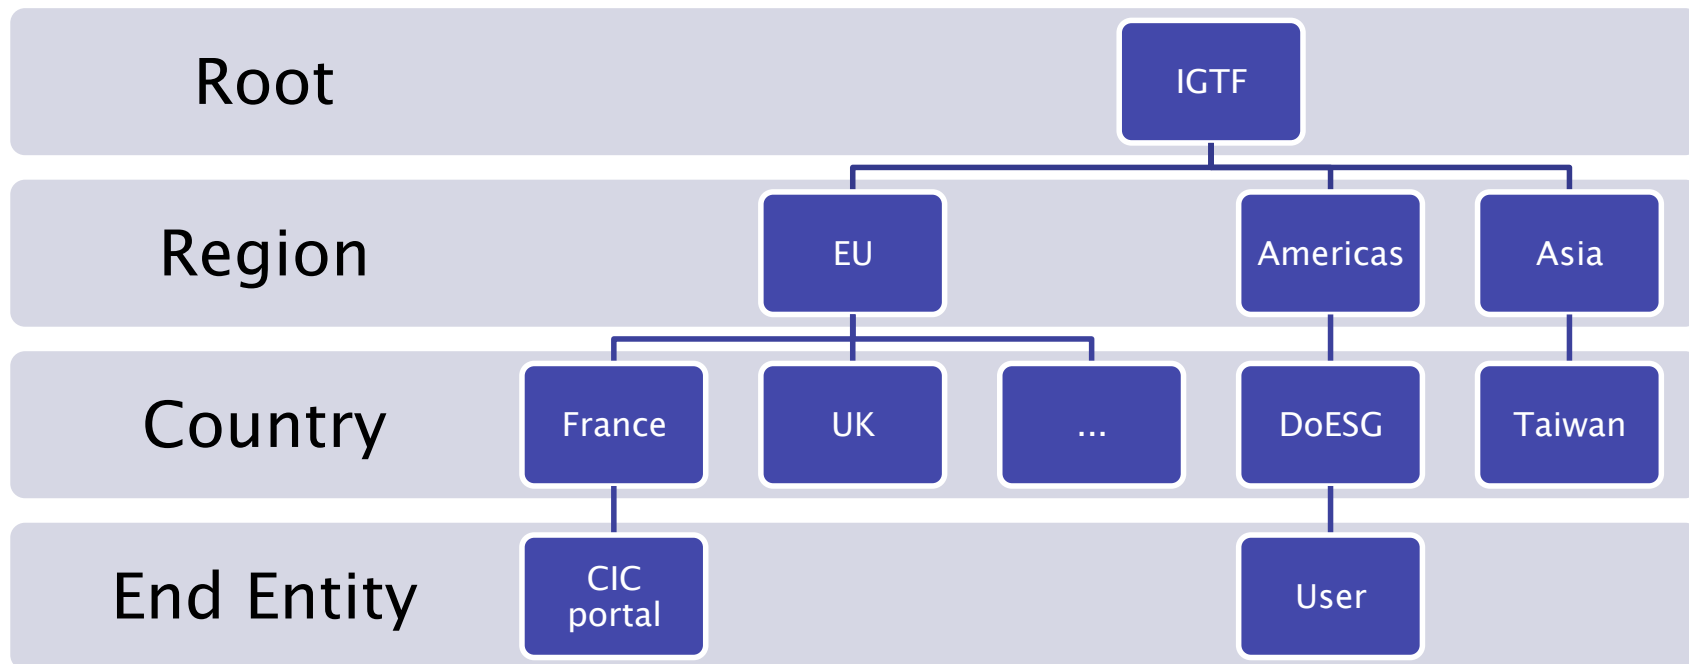 Root
IGTF
Region
EU
Americas
Asia
Country
France
UK
...
DoESG
Taiwan
End Entity
CIC
portal
User